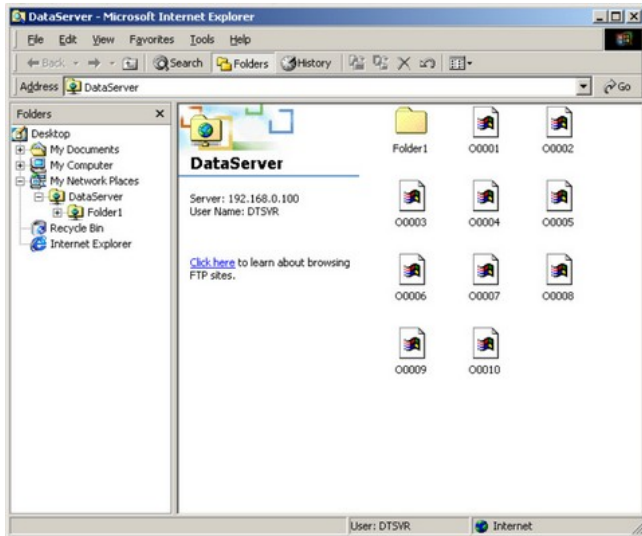 DataServer - Microsoft Internet Explorer
File Edit View Favorites Tools Help
Back Search Folders History
Address DataServer Go
Folders
Desktop
My Documents
My Computer
My Network Places
DataServer
Folder1
Recycle Bin
Internet Explorer
DataServer
Server: 192.168.0.100
User Name: DTSVR
Click here to learn about browsing
FTP sites.
Folder1 O0001 O0002
O0003 O0004 O0005
O0006 O0007 O0008
O0009 O0010
User: DTSVR Internet